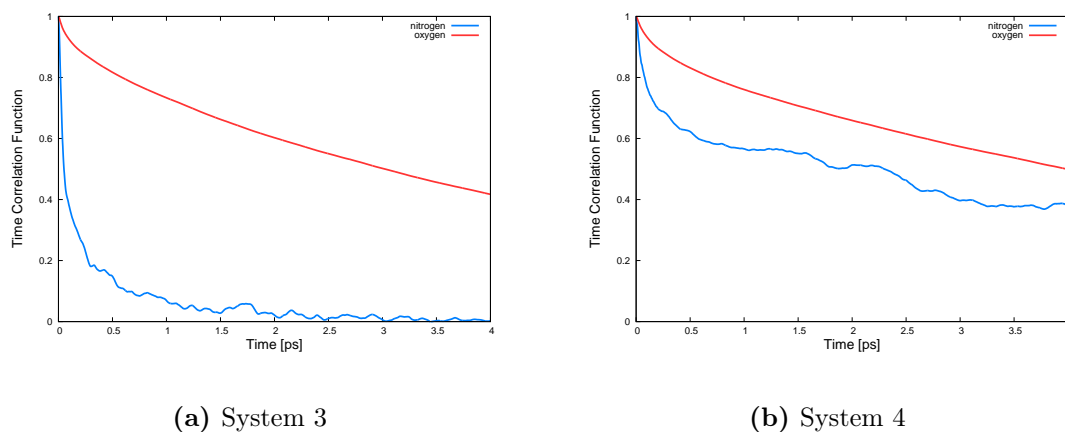 nitrogen
oxygen
Time Correlation Function
1
0.8
0.6
0.4
0.2
0
0 0.5 1 1.5 2 2.5 3 3.5 4
Time [ps]
(a) System 3
nitrogen
oxygen
Time Correlation Function
1
0.8
0.6
0.4
0.2
0
0 0.5 1 1.5 2 2.5 3 3.5
Time [ps]
(b) System 4